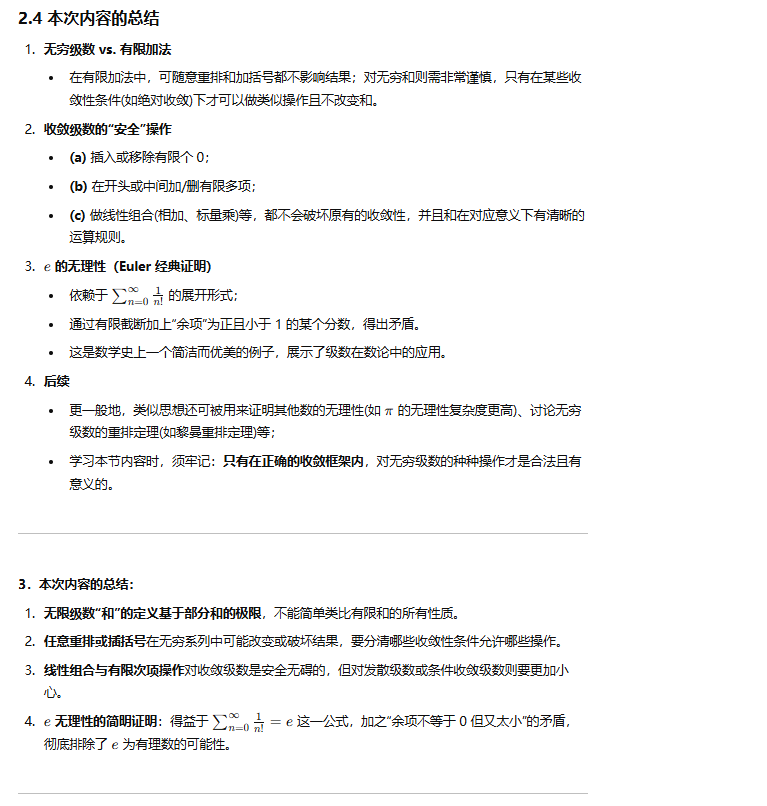 2.4 本次内容的总结
1. 无穷级数 vs. 有限加法
• 在有限加法中，可随意重排和加括号都不影响结果；对无穷和则需非常谨慎，只有在某些收
敛性条件(如绝对收敛)下才可以做类似操作且不改变和。
2. 收敛级数的“安全”操作
• (a) 插入或移除有限个 0；
• (b) 在开头或中间加/删有限多项；
• (c) 做线性组合(相加、标量乘)等，都不会破坏原有的收敛性，并且和在对应意义下有清晰的
运算规则。
3. e 的无理性（Euler 经典证明）
• 依赖于 ∑_{n=0}^{∞} 1/n! 的展开形式；
• 通过有限截断加上“余项”为正且小于 1 的某个分数，得出矛盾。
• 这是数学史上一个简洁而优美的例子，展示了级数在数论中的应用。
4. 后续
• 更一般地，类似思想还可被用来证明其他数的无理性(如 π 的无理性复杂度更高)、讨论无穷
级数的重排定理(如黎曼重排定理)等；
• 学习本节内容时，须牢记：只有在正确的收敛框架内，对无穷级数的种种操作才是合法且有
意义的。
3．本次内容的总结：
1. 无限级数“和”的定义基于部分和的极限，不能简单类比有限和的所有性质。
2. 任意重排或插括号在无穷系列中可能改变或破坏结果，要分清哪些收敛性条件允许哪些操作。
3. 线性组合与有限次项操作对收敛级数是安全无碍的，但对发散级数或条件收敛级数则要更加小
心。
4. e 无理性的简明证明：得益于 ∑_{n=0}^{∞} 1/n! = e 这一公式，加之“余项不等于 0 但又太小”的矛盾，
彻底排除了 e 为有理数的可能性。